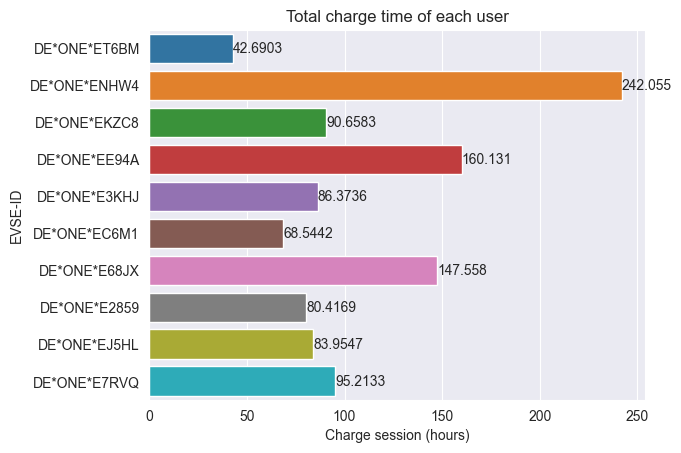 Total charge time of each user
EVSE-ID
DE*ONE*ET6BM 42.6903
DE*ONE*ENHW4 242.055
DE*ONE*EKZC8 90.6583
DE*ONE*EE94A 160.131
DE*ONE*E3KHJ 86.3736
DE*ONE*EC6M1 68.5442
DE*ONE*E68JX 147.558
DE*ONE*E2859 80.4169
DE*ONE*EJ5HL 83.9547
DE*ONE*E7RVQ 95.2133
0 50 100 150 200 250
Charge session (hours)